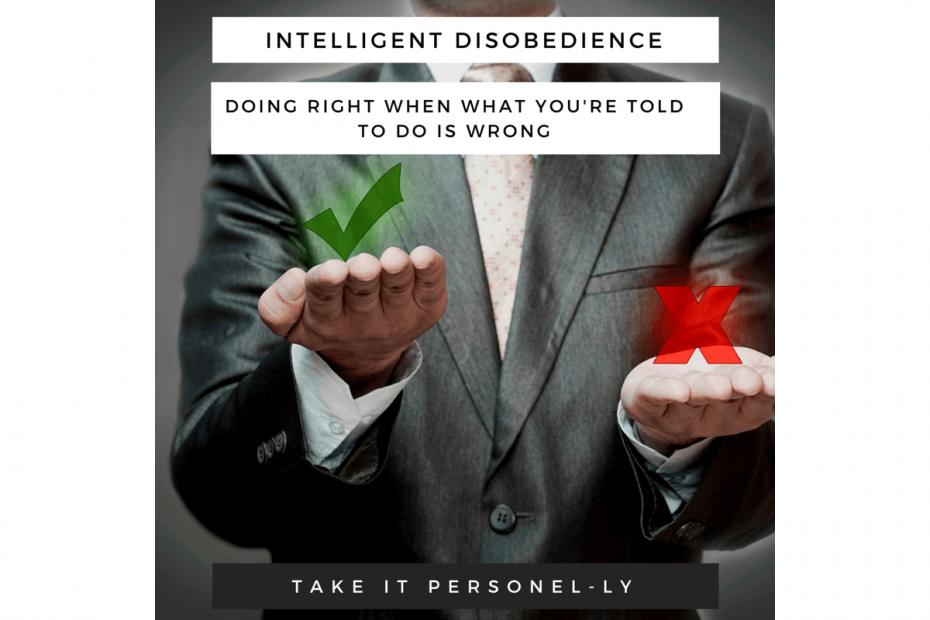 INTELLIGENT DISOBEDIENCE
DOING RIGHT WHEN WHAT YOU'RE TOLD
TO DO IS WRONG
TAKE IT PERSONEL-LY